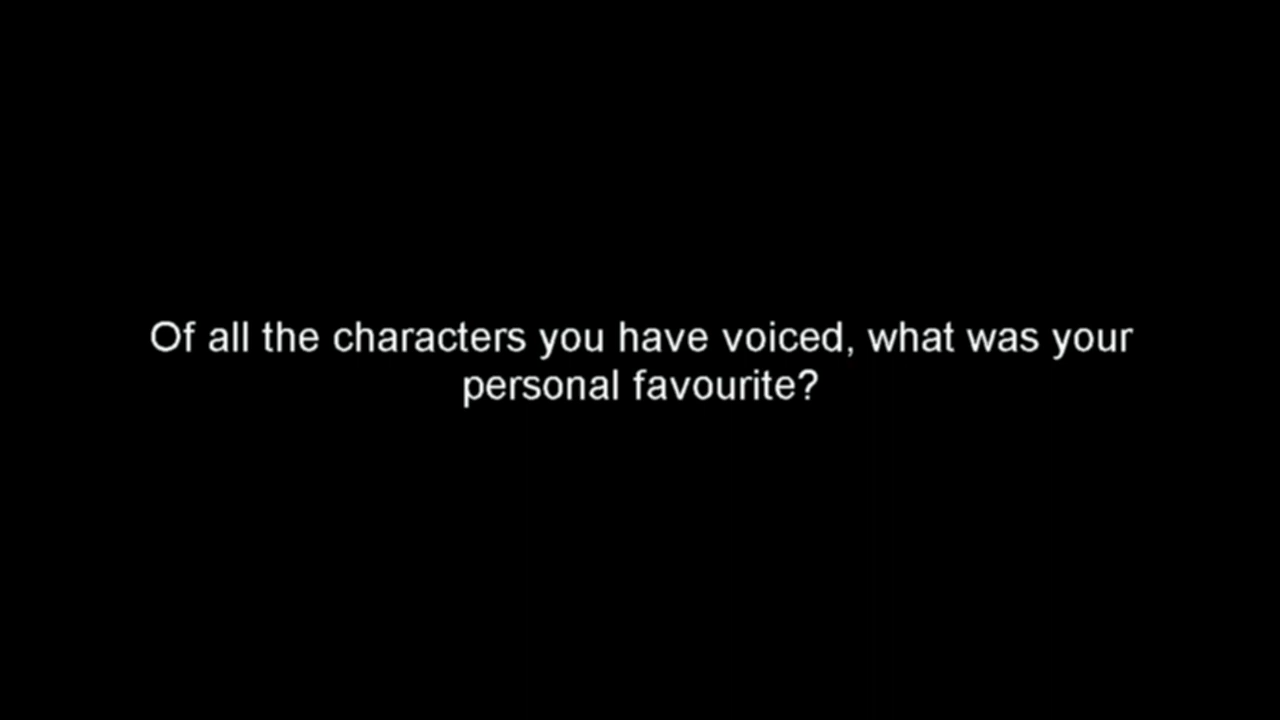 Of all the characters you have voiced, what was your
personal favourite?